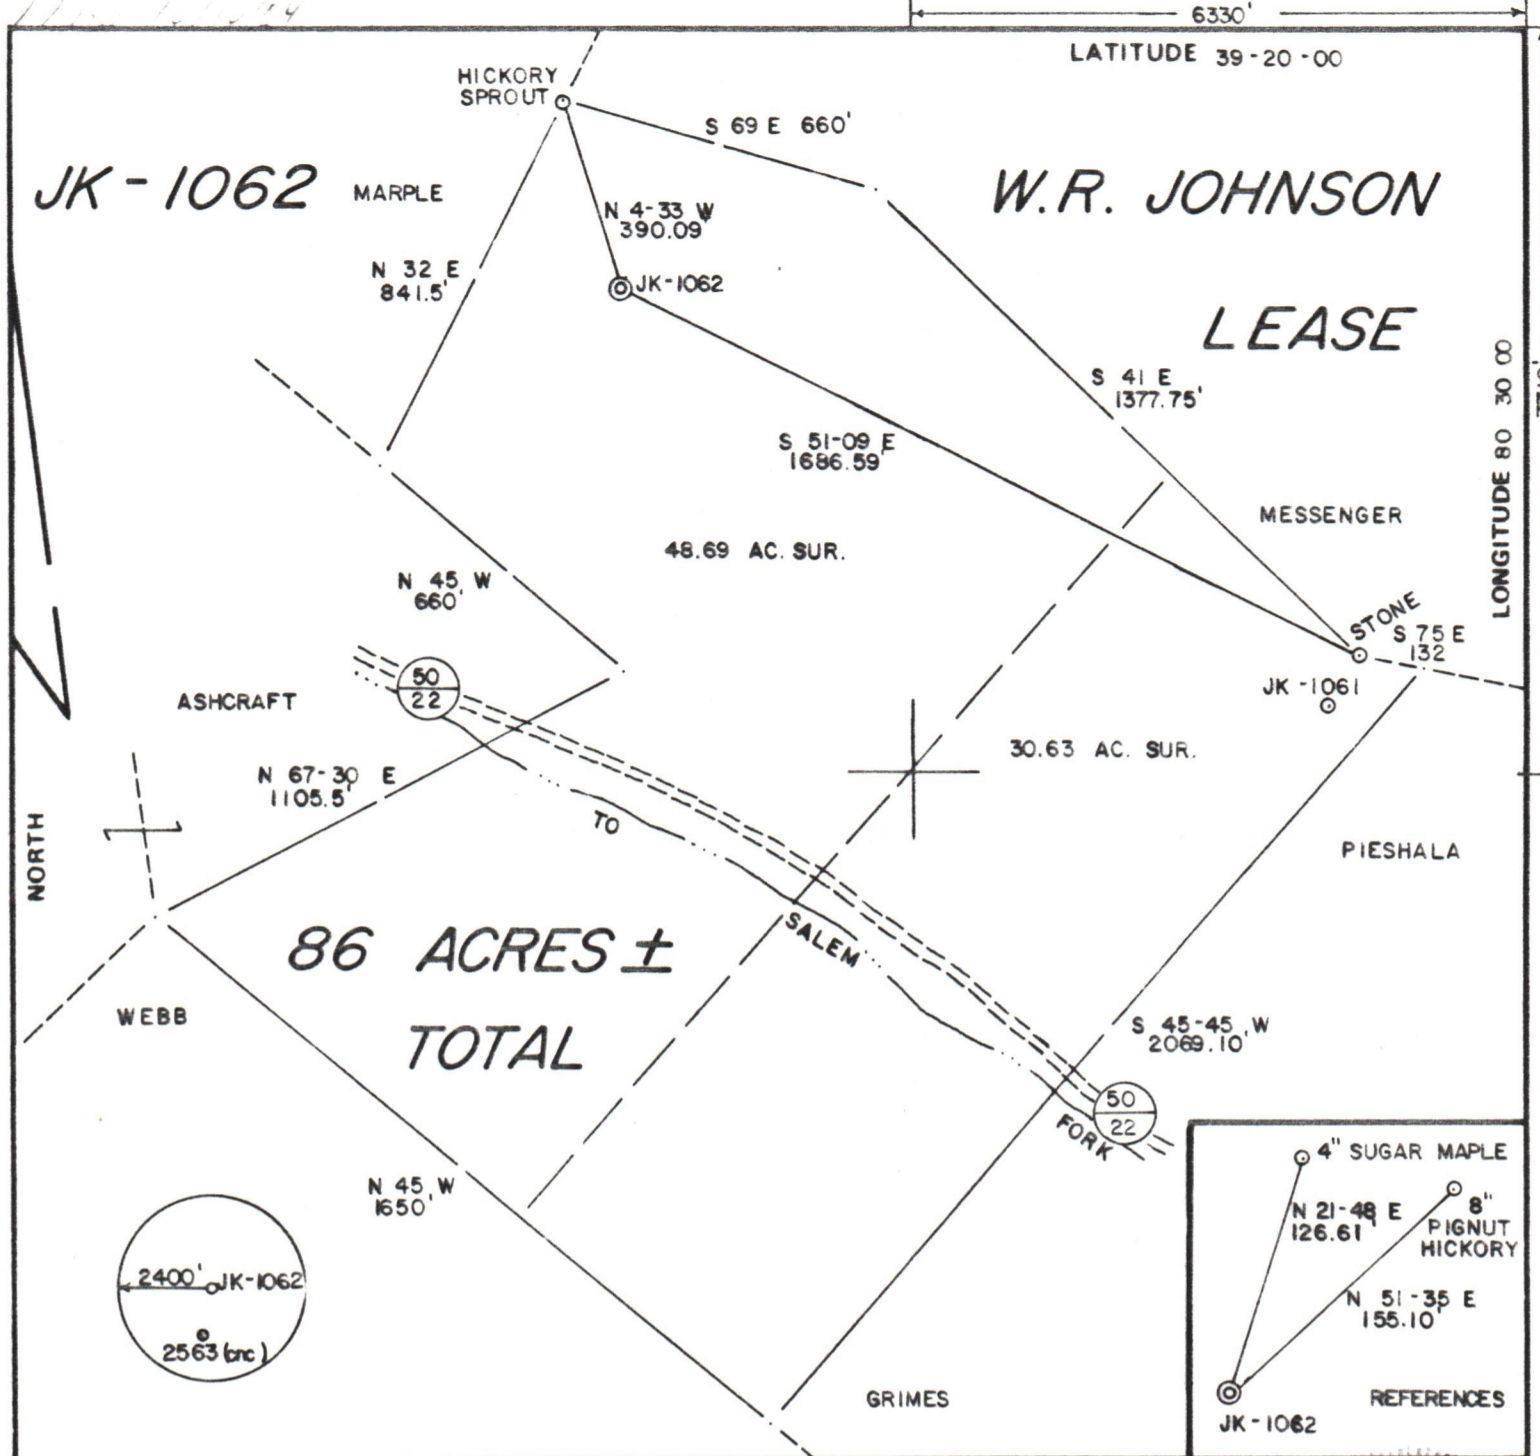 6330'
LATITUDE 39-20-00
HICKORY
SPROUT
S 69 E 660'
JK-1062
MARPLE
W.R. JOHNSON
LEASE
N 4-33 W
390.09'
N 32 E
841.5'
JK-1062
LONGITUDE 80 30 00
S 41 E
1377.75'
S 51-09 E
1686.59'
MESSENGER
48.69 AC. SUR.
N 45 W
660'
STONE
S 75 E
132
50
22
JK-1061
ASHCRAFT
30.63 AC. SUR.
N 67-30 E
1105.5'
TO
SALEM
FORK
NORTH
PIESHALA
86 ACRES ±
TOTAL
WEBB
S 45-45 W
2069.10'
50
22
N 45 W
1650'
2400'
JK-1062
2563 (cnc)
GRIMES
4" SUGAR MAPLE
N 21-48 E
126.61'
8"
PIGNUT
HICKORY
N 51-35 E
155.10'
REFERENCES
JK-1062